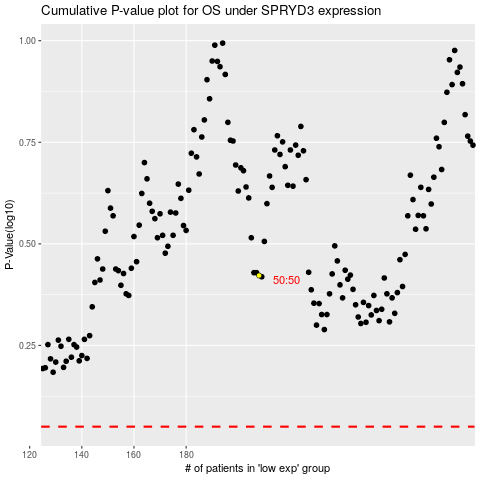 Cumulative P-value plot for OS under SPRYD3 expression
1.00
0.75
0.50
0.25
P-Value(log10)
50:50
120 140 160 180
# of patients in 'low exp' group